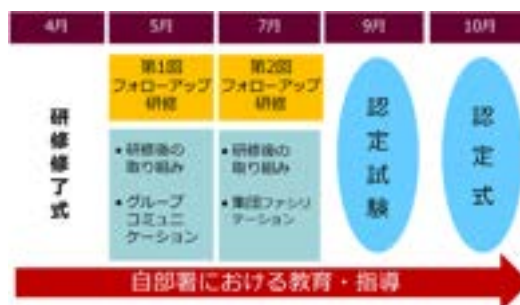 4月
5月
7月
9月
10月
研修修了式
第1回
フォローアップ
研修
• 研修後の
取り組み
• グループ
コミュニ
ケーション
第2回
フォローアップ
研修
• 研修後の
取り組み
• 集団ファシリ
テーション
認定試験
認定式
自部署における教育・指導